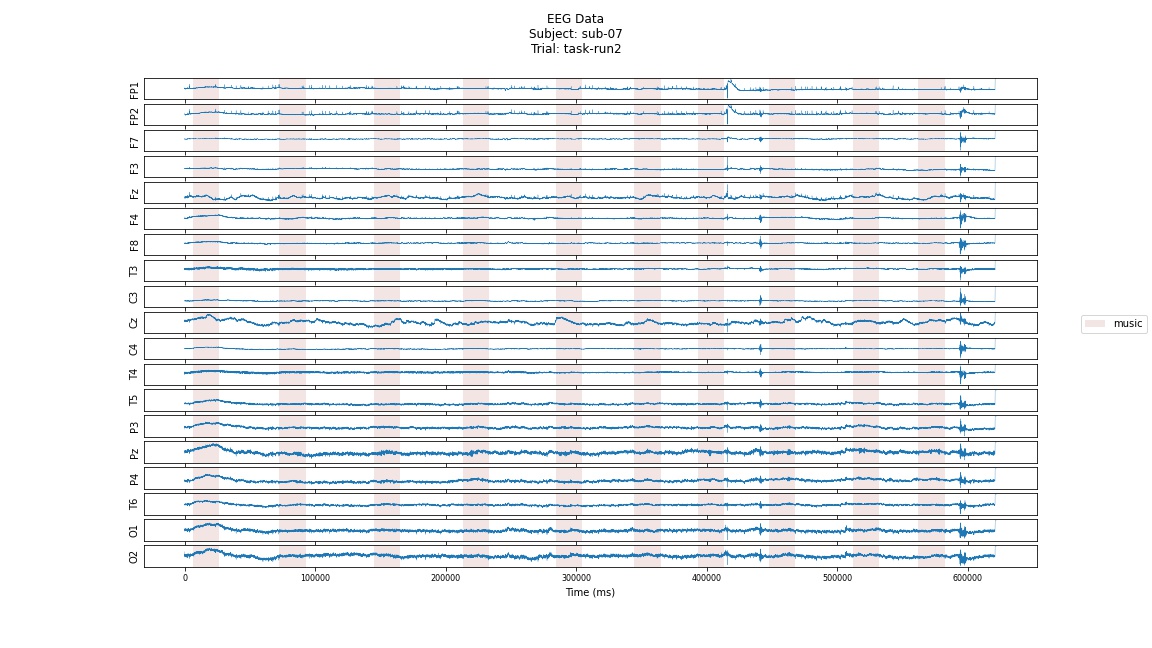 EEG Data
Subject: sub-07
Trial: task-run2
FP1
FP2
F7
F3
Fz
F4
F8
T3
C3
Cz
C4
T4
T5
P3
Pz
P4
T6
O1
O2
music
0 100000 200000 300000 400000 500000 600000
Time (ms)